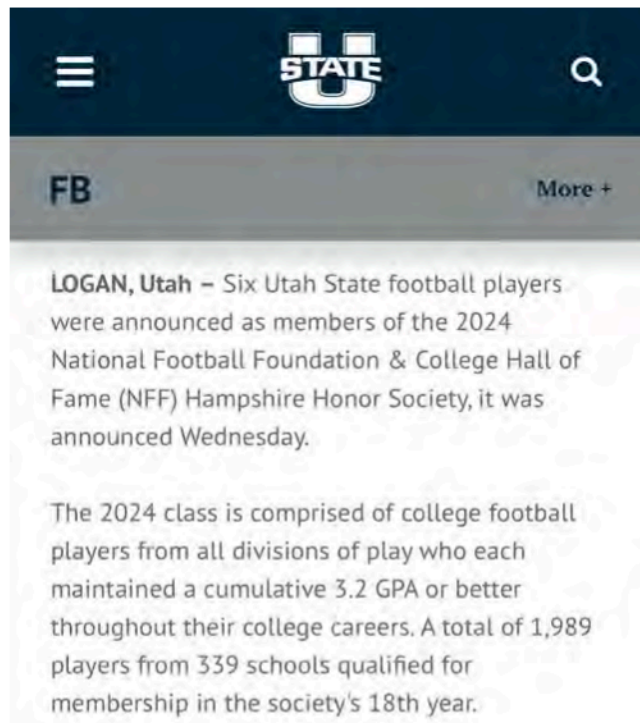 U
STATE
FB
More +
LOGAN, Utah – Six Utah State football players
were announced as members of the 2024
National Football Foundation & College Hall of
Fame (NFF) Hampshire Honor Society, it was
announced Wednesday.
The 2024 class is comprised of college football
players from all divisions of play who each
maintained a cumulative 3.2 GPA or better
throughout their college careers. A total of 1,989
players from 339 schools qualified for
membership in the society's 18th year.